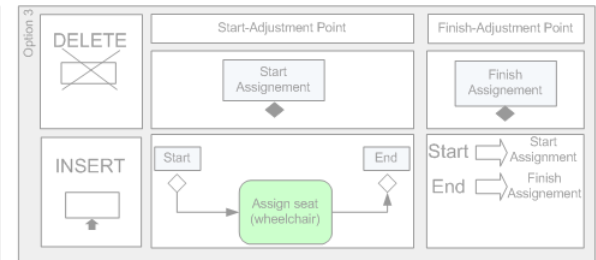 Option 3
DELETE
Start-Adjustment Point
Finish-Adjustment Point
Start
Assignement
Finish
Assignement
INSERT
Start
End
Assign seat
(wheelchair)
Start
Start
Assignment
End
Finish
Assignement